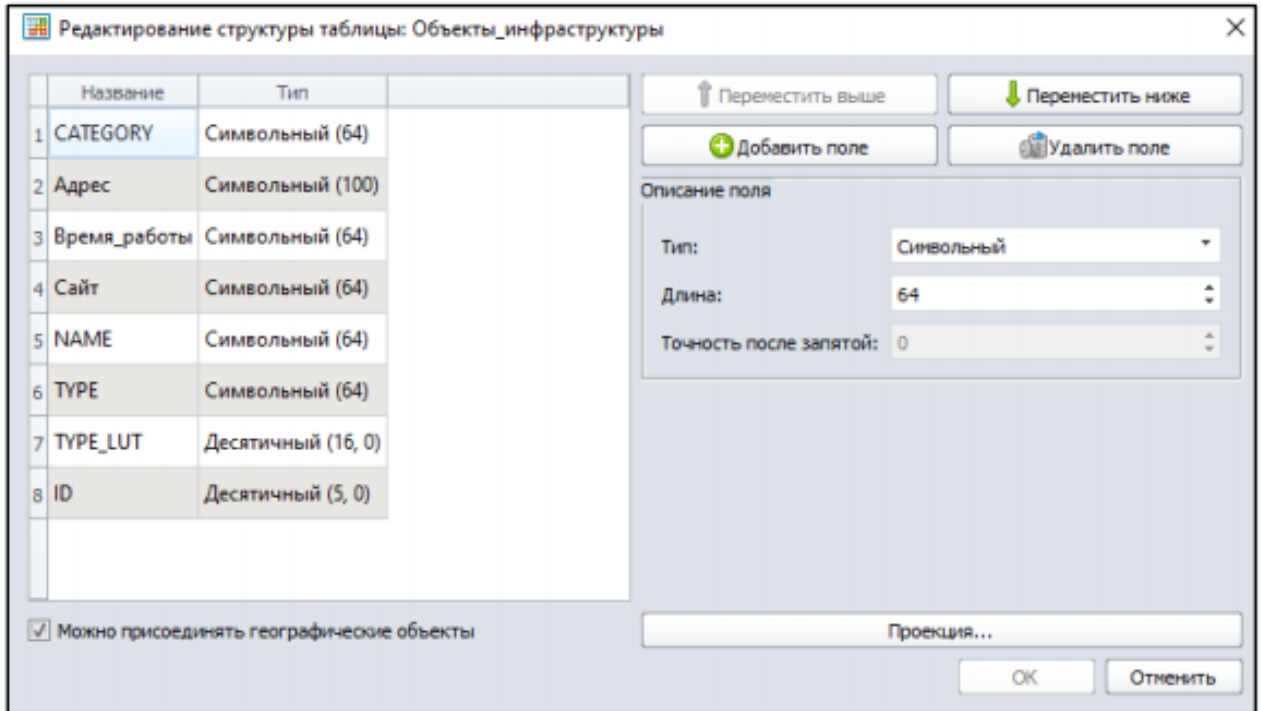 Редактирование структуры таблицы: Объекты_инфраструктуры
Название Тип
1 CATEGORY Символьный (64)
2 Адрес Символьный (100)
3 Время_работы Символьный (64)
4 Сайт Символьный (64)
5 NAME Символьный (64)
6 TYPE Символьный (64)
7 TYPE_LUT Десятичный (16, 0)
8 ID Десятичный (5, 0)
Переместить выше Переместить ниже
Добавить поле Удалить поле
Описание поля
Тип: Символьный
Длина: 64
Точность после запятой: 0
Можно присоединять географические объекты
Проекция...
OK Отменить